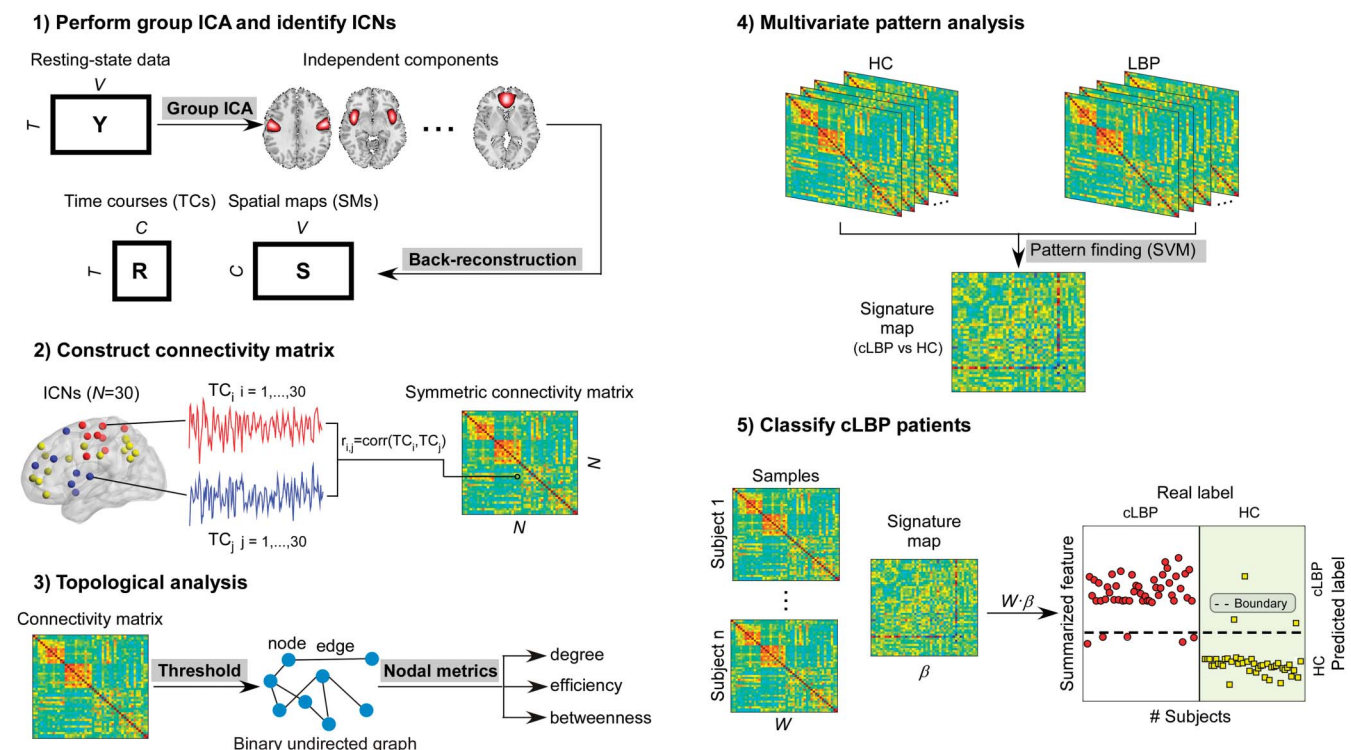 1) Perform group ICA and identify ICNs
Resting-state data
V
T
Y
Group ICA
Independent components
...
Time courses (TCs)
C
T
R
Spatial maps (SMs)
V
C
S
Back-reconstruction
2) Construct connectivity matrix
ICNs (N=30)
TCi i = 1,...,30
TCj j = 1,...,30
ri,j=corr(TCi,TCj)
Symmetric connectivity matrix
N
N
3) Topological analysis
Connectivity matrix
Threshold
node
edge
Binary undirected graph
Nodal metrics
degree
efficiency
betweenness
4) Multivariate pattern analysis
HC
...
LBP
...
Pattern finding (SVM)
Signature
map
(cLBP vs HC)
5) Classify cLBP patients
Samples
Subject 1
...
Subject n
W
Signature
map
β
W·β
Real label
cLBP
HC
Summarized feature
-- Boundary
cLBP
HC
Predicted label
# Subjects